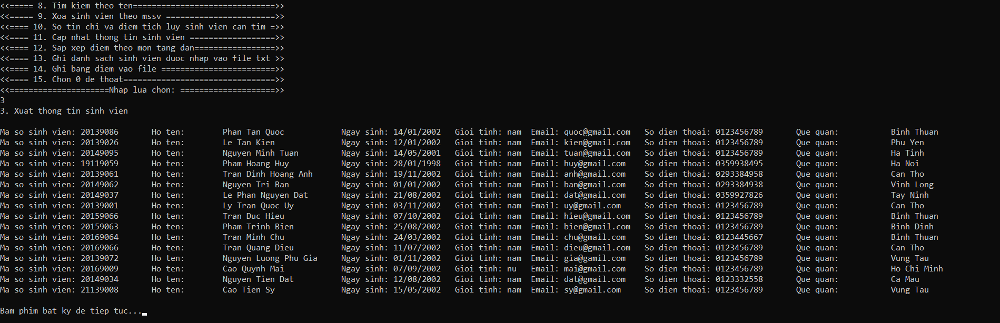 <<===== 8. Tim kiem theo ten==============================>>
<<===== 9. Xoa sinh vien theo mssv =======================>>
<<==== 10. So tin chi va diem tich luy sinh vien can tim =>>
<<==== 11. Cap nhat thong tin sinh vien ==================>>
<<==== 12. Sap xep diem theo mon tang dan=================>>
<<==== 13. Ghi danh sach sinh vien duoc nhap vao file txt >>
<<==== 14. Ghi bang diem vao file ========================>>
<<==== 15. Chon 0 de thoat================================>>
<<=====================Nhap lua chon: ====================>>
3
3. Xuat thong tin sinh vien
Ma so sinh vien: 20139086 Ho ten: Phan Tan Quoc Ngay sinh: 14/01/2002 Gioi tinh: nam Email: quoc@gmail.com So dien thoai: 0123456789 Que quan: Binh Thuan
Ma so sinh vien: 20139026 Ho ten: Le Tan Kien Ngay sinh: 12/01/2002 Gioi tinh: nam Email: kien@gmail.com So dien thoai: 0123456789 Que quan: Phu Yen
Ma so sinh vien: 20149095 Ho ten: Nguyen Minh Tuan Ngay sinh: 14/05/2001 Gioi tinh: nam Email: tuan@gmail.com So dien thoai: 0123456789 Que quan: Ha Tinh
Ma so sinh vien: 19119059 Ho ten: Pham Hoang Huy Ngay sinh: 28/01/1998 Gioi tinh: nam Email: huy@gmail.com So dien thoai: 0359938495 Que quan: Ha Noi
Ma so sinh vien: 20139061 Ho ten: Tran Dinh Hoang Anh Ngay sinh: 19/11/2002 Gioi tinh: nam Email: anh@gmail.com So dien thoai: 0293384958 Que quan: Can Tho
Ma so sinh vien: 20149062 Ho ten: Nguyen Tri Ban Ngay sinh: 01/01/2002 Gioi tinh: nam Email: ban@gmail.com So dien thoai: 0293384938 Que quan: Vinh Long
Ma so sinh vien: 20149037 Ho ten: Le Phan Nguyen Dat Ngay sinh: 21/08/2002 Gioi tinh: nam Email: dat@gmail.com So dien thoai: 0359927826 Que quan: Tay Ninh
Ma so sinh vien: 20139001 Ho ten: Ly Tran Quoc Uy Ngay sinh: 03/11/2002 Gioi tinh: nam Email: uy@gmail.com So dien thoai: 0123456789 Que quan: Can Tho
Ma so sinh vien: 20159066 Ho ten: Tran Duc Hieu Ngay sinh: 07/10/2002 Gioi tinh: nam Email: hieu@gmail.com So dien thoai: 0123456789 Que quan: Binh Thuan
Ma so sinh vien: 20159063 Ho ten: Pham Trinh Bien Ngay sinh: 25/08/2002 Gioi tinh: nam Email: bien@gmail.com So dien thoai: 0123456789 Que quan: Binh Dinh
Ma so sinh vien: 20169064 Ho ten: Tran Minh Chu Ngay sinh: 24/03/2002 Gioi tinh: nam Email: chu@gmail.com So dien thoai: 0123445667 Que quan: Binh Thuan
Ma so sinh vien: 20169066 Ho ten: Tran Quang Dieu Ngay sinh: 11/07/2002 Gioi tinh: nam Email: dieu@gmail.com So dien thoai: 0123456789 Que quan: Can Tho
Ma so sinh vien: 20139072 Ho ten: Nguyen Luong Phu Gia Ngay sinh: 01/11/2002 Gioi tinh: nam Email: gia@gamil.com So dien thoai: 0123456789 Que quan: Vung Tau
Ma so sinh vien: 20169009 Ho ten: Cao Quynh Mai Ngay sinh: 07/09/2002 Gioi tinh: nu Email: mai@gmail.com So dien thoai: 0123456789 Que quan: Ho Chi Minh
Ma so sinh vien: 20149034 Ho ten: Nguyen Tien Dat Ngay sinh: 12/08/2002 Gioi tinh: nam Email: dat@gmail.com So dien thoai: 0123332558 Que quan: Ca Mau
Ma so sinh vien: 21139008 Ho ten: Cao Tien Sy Ngay sinh: 15/05/2002 Gioi tinh: nam Email: sy@gmail.com So dien thoai: 0123456789 Que quan: Vung Tau
Bam phim bat ky de tiep tuc...